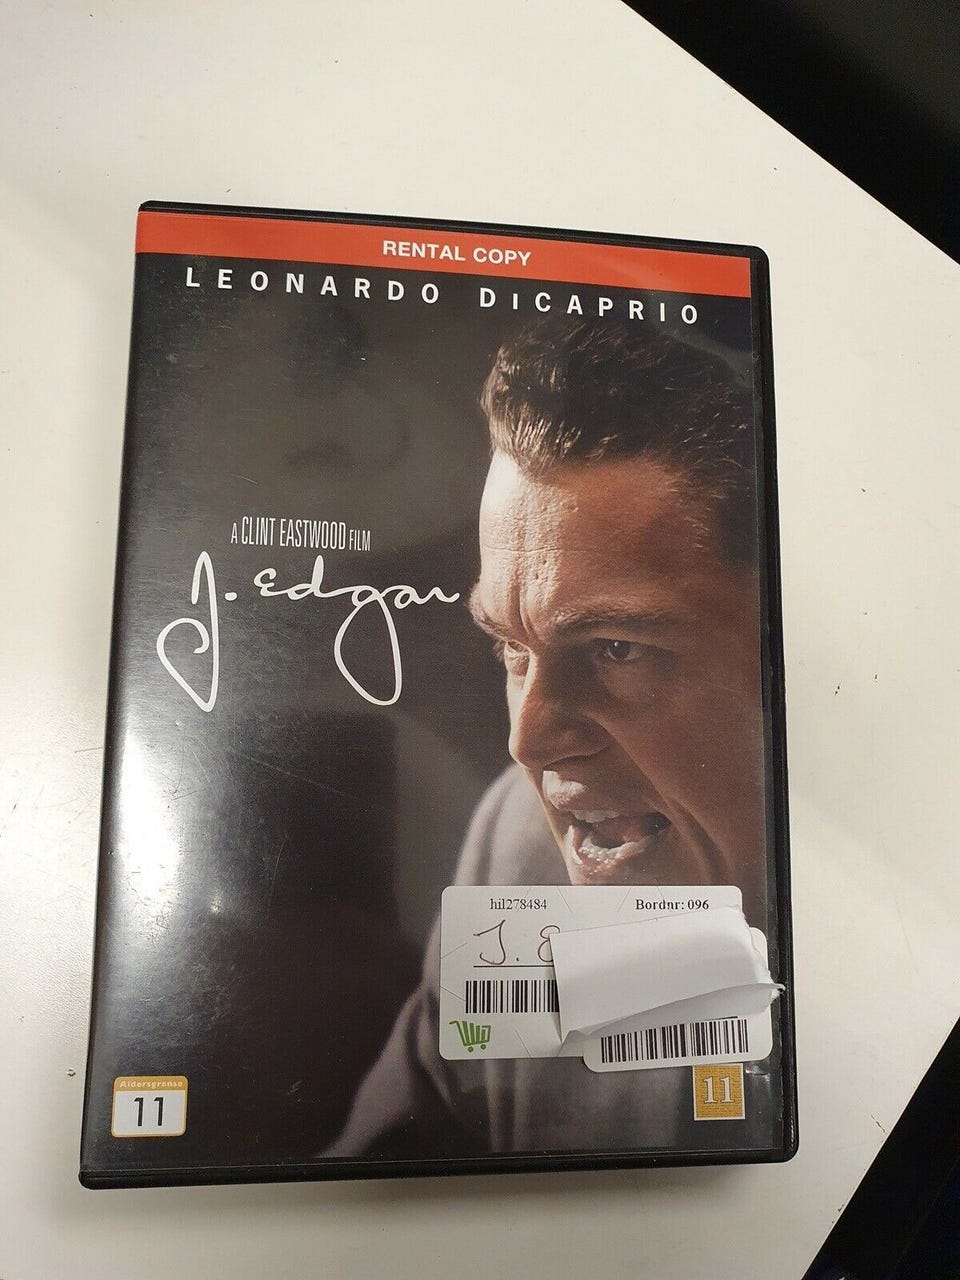 RENTAL COPY
LEONARDO DiCAPRIO
A CLINT EASTWOOD FILM
J. Edgar
hil278484 Bordnr: 096
J. E
Aldersgrense
11
11